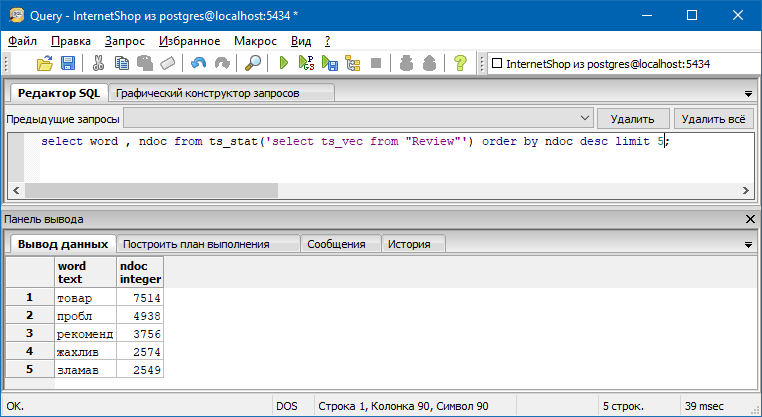 Query - InternetShop из postgres@localhost:5434 *
Файл Правка Запрос Избранное Макрос Вид ?
InternetShop из postgres@localhost:5434
Редактор SQL Графический конструктор запросов
Предыдущие запросы Удалить Удалить всё
select word , ndoc from ts_stat('select ts_vec from "Review"') order by ndoc desc limit 5;
Панель вывода
Вывод данных Построить план выполнения Сообщения История
word ndoc
text integer
1 товар 7514
2 пробл 4938
3 рекоменд 3756
4 жахлив 2574
5 зламав 2549
OK. DOS Строка 1, Колонка 90, Символ 90 5 строк. 39 msec